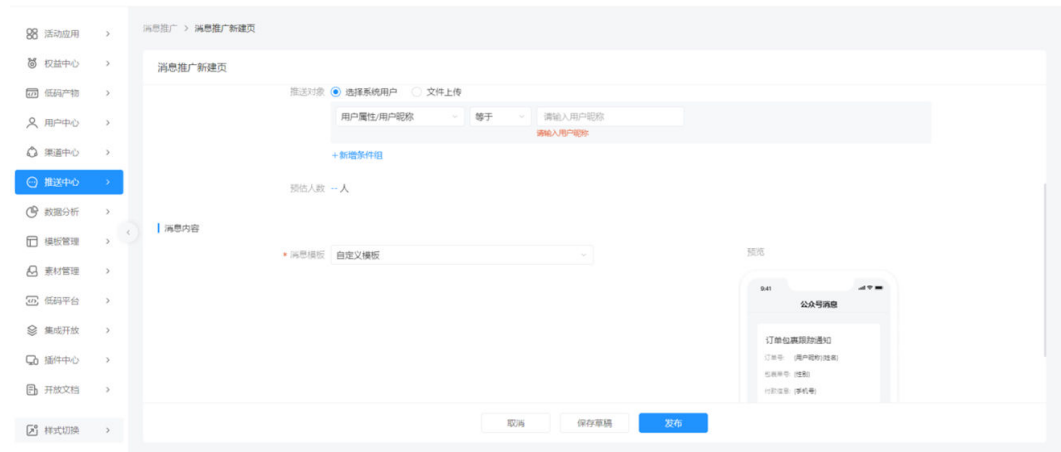 活动应用
权益中心
低码产物
用户中心
渠道中心
推送中心
数据分析
模板管理
素材管理
低码平台
集成开放
插件中心
开放文档
样式切换
消息推广 > 消息推广新建页
消息推广新建页
推送对象 选择系统用户 文件上传
用户属性/用户昵称 等于 请输入用户昵称
请输入用户昵称
+新增条件组
预估人数 -- 人
消息内容
* 消息模板 自定义模板
预览
9:41
公众号消息
订单包裹跟踪通知
订单号: {用户昵称}{姓名}
包裹单号: {性别}
付款信息: {手机号}
取消 保存草稿 发布